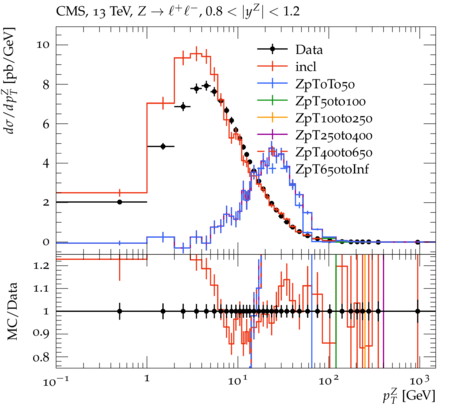 CMS, 13 TeV, Z → ℓ⁺ℓ⁻, 0.8 < |y^Z| < 1.2
dσ/dp_T^Z [pb/GeV]
10
8
6
4
2
0
Data
incl
ZpT0To50
ZpT50to100
ZpT100to250
ZpT250to400
ZpT400to650
ZpT650toInf
MC/Data
1.2
1.1
1
0.9
0.8
10⁻¹ 1 10¹ 10² 10³
p_T^Z [GeV]